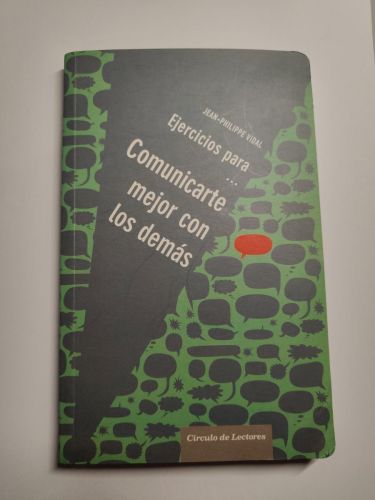 JEAN-PHILIPPE VIDAL
Ejercicios para
...
Comunicarte
mejor con
los demás
Círculo de Lectores